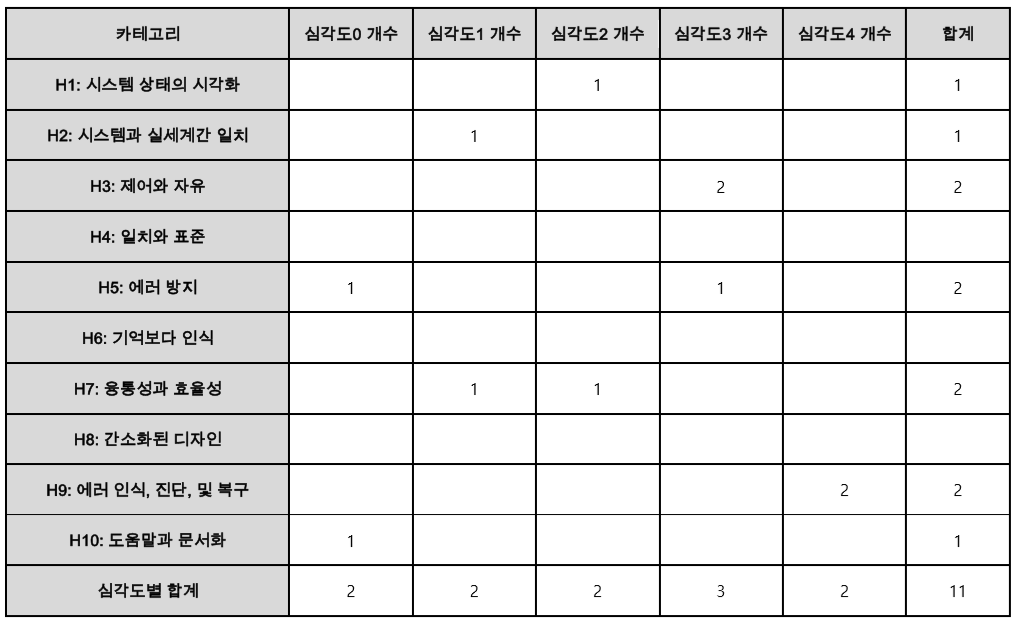 카테고리 심각도0 개수 심각도1 개수 심각도2 개수 심각도3 개수 심각도4 개수 합계
H1: 시스템 상태의 시각화 1 1
H2: 시스템과 실세계간 일치 1 1
H3: 제어와 자유 2 2
H4: 일치와 표준
H5: 에러 방지 1 1 2
H6: 기억보다 인식
H7: 융통성과 효율성 1 1 2
H8: 간소화된 디자인
H9: 에러 인식, 진단, 및 복구 2 2
H10: 도움말과 문서화 1 1
심각도별 합계 2 2 2 3 2 11